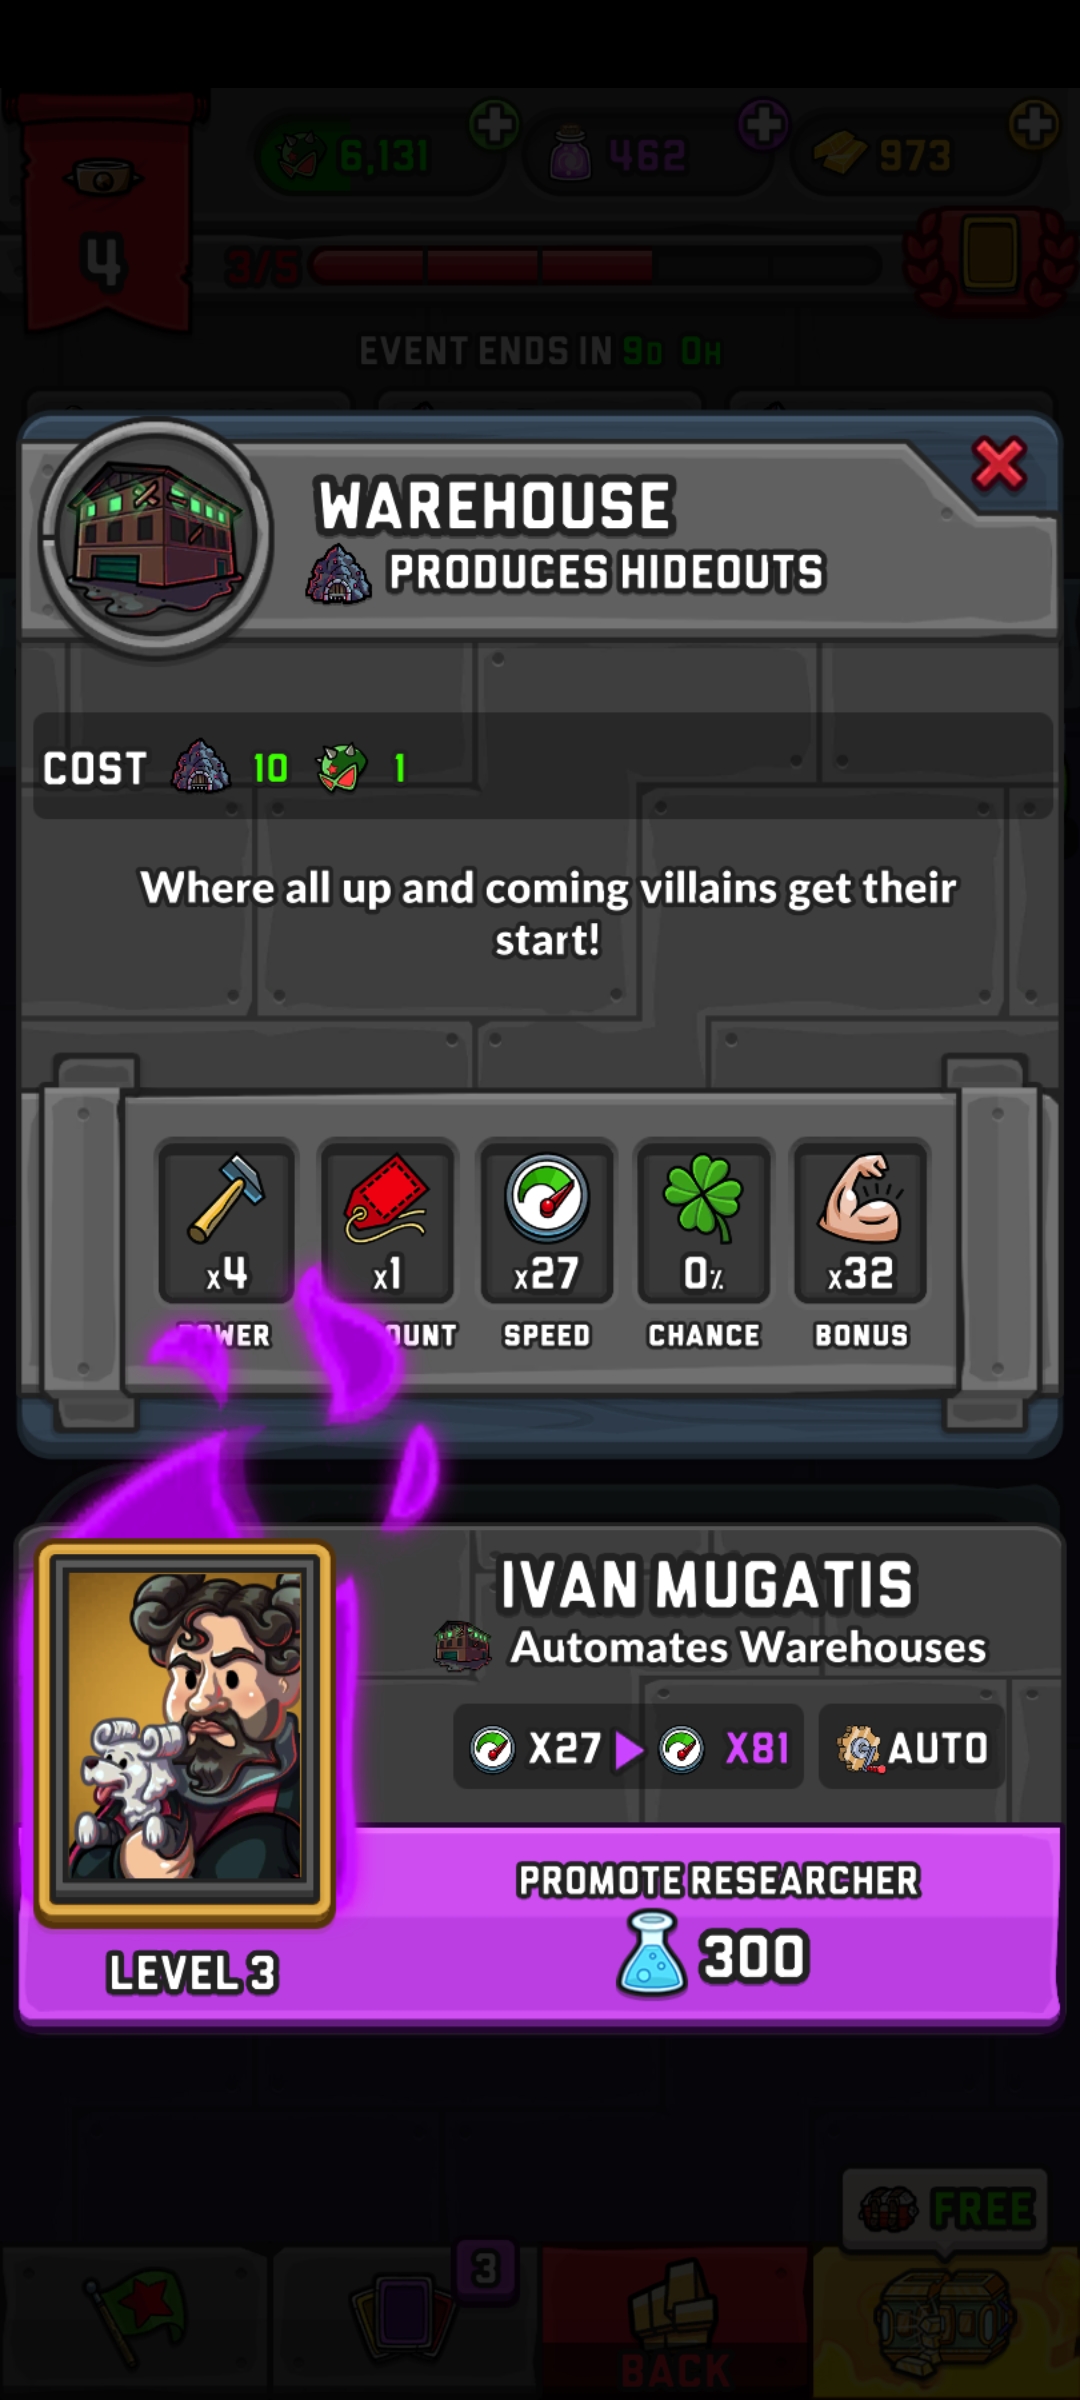 6,131
462
973
4
3/5
EVENT ENDS IN 9D 0H
WAREHOUSE
PRODUCES HIDEOUTS
COST 10 1
Where all up and coming villains get their
start!
x4 x1 x27 0% x32
SPEED CHANCE BONUS
IVAN MUGATIS
Automates Warehouses
X27 X81 AUTO
PROMOTE RESEARCHER
300
LEVEL 3
FREE
3
BACK